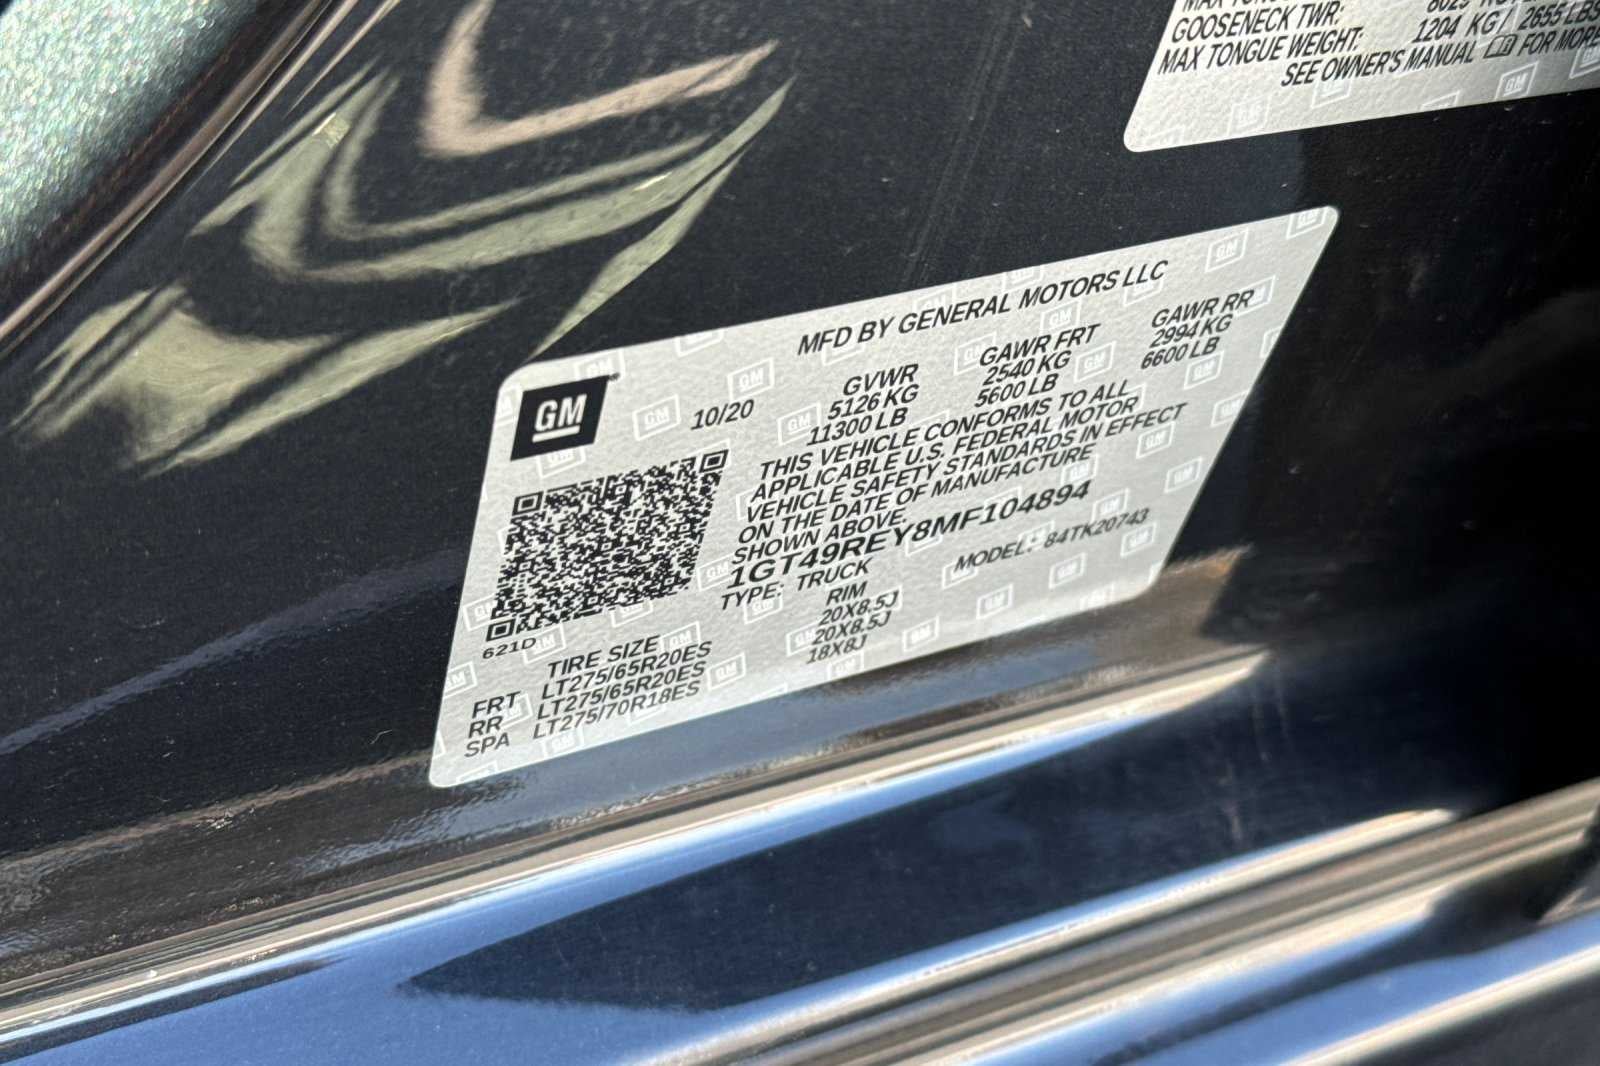 GOOSENECK TWR:
MAX TONGUE WEIGHT: 1204 KG/ 2655 LBS
SEE OWNER'S MANUAL FOR MORE
MFD BY GENERAL MOTORS LLC
GM 10/20
GVWR GAWR FRT GAWR RR
5126 KG 2540 KG 2994 KG
11300 LB 5600 LB 6600 LB
THIS VEHICLE CONFORMS TO ALL
APPLICABLE U.S. FEDERAL MOTOR
VEHICLE SAFETY STANDARDS IN EFFECT
ON THE DATE OF MANUFACTURE
SHOWN ABOVE.
1GT49REY8MF104894
TYPE: TRUCK MODEL: 84TK20743
621D
TIRE SIZE RIM
FRT LT275/65R20ES 20X8.5J
RR LT275/65R20ES 20X8.5J
SPA LT275/70R18ES 18X8J